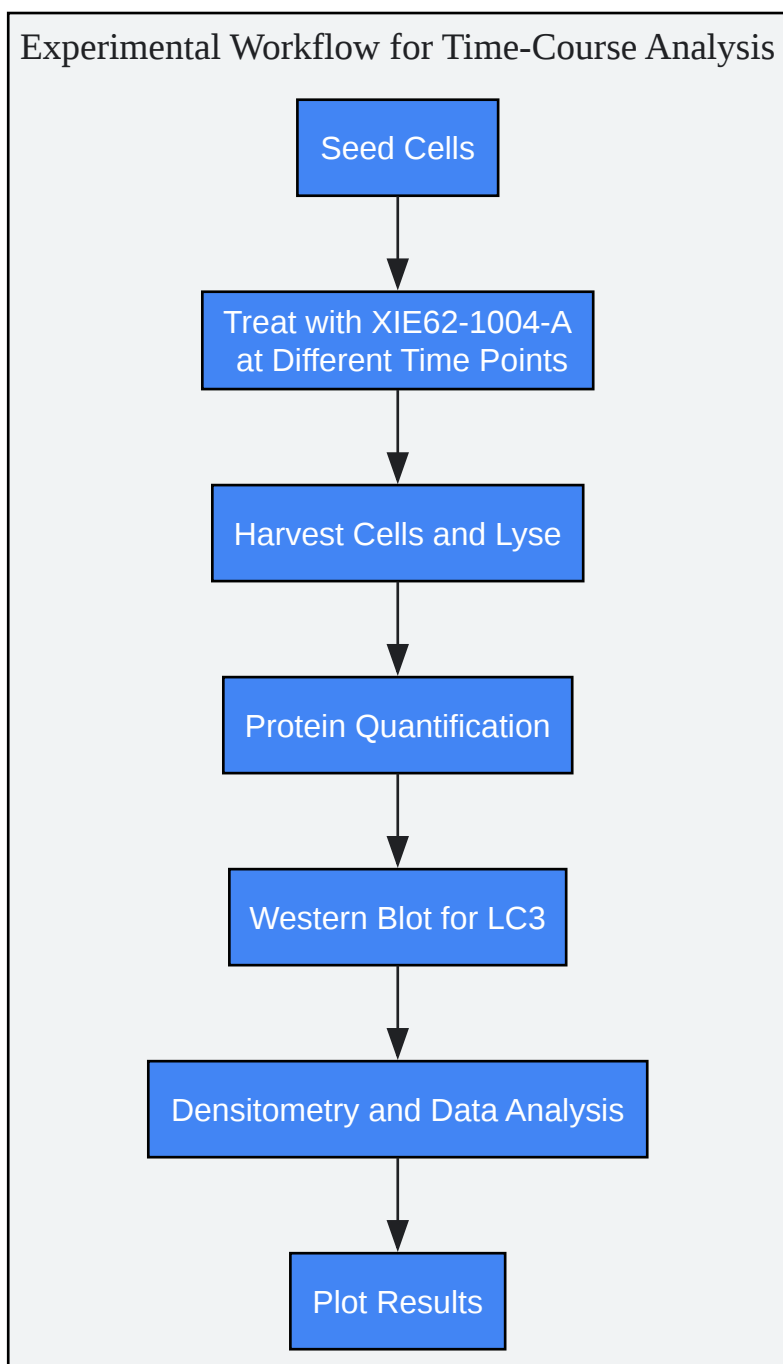 Experimental Workflow for Time-Course Analysis
Seed Cells
Treat with XIE62-1004-A
at Different Time Points
Harvest Cells and Lyse
Protein Quantification
Western Blot for LC3
Densitometry and Data Analysis
Plot Results